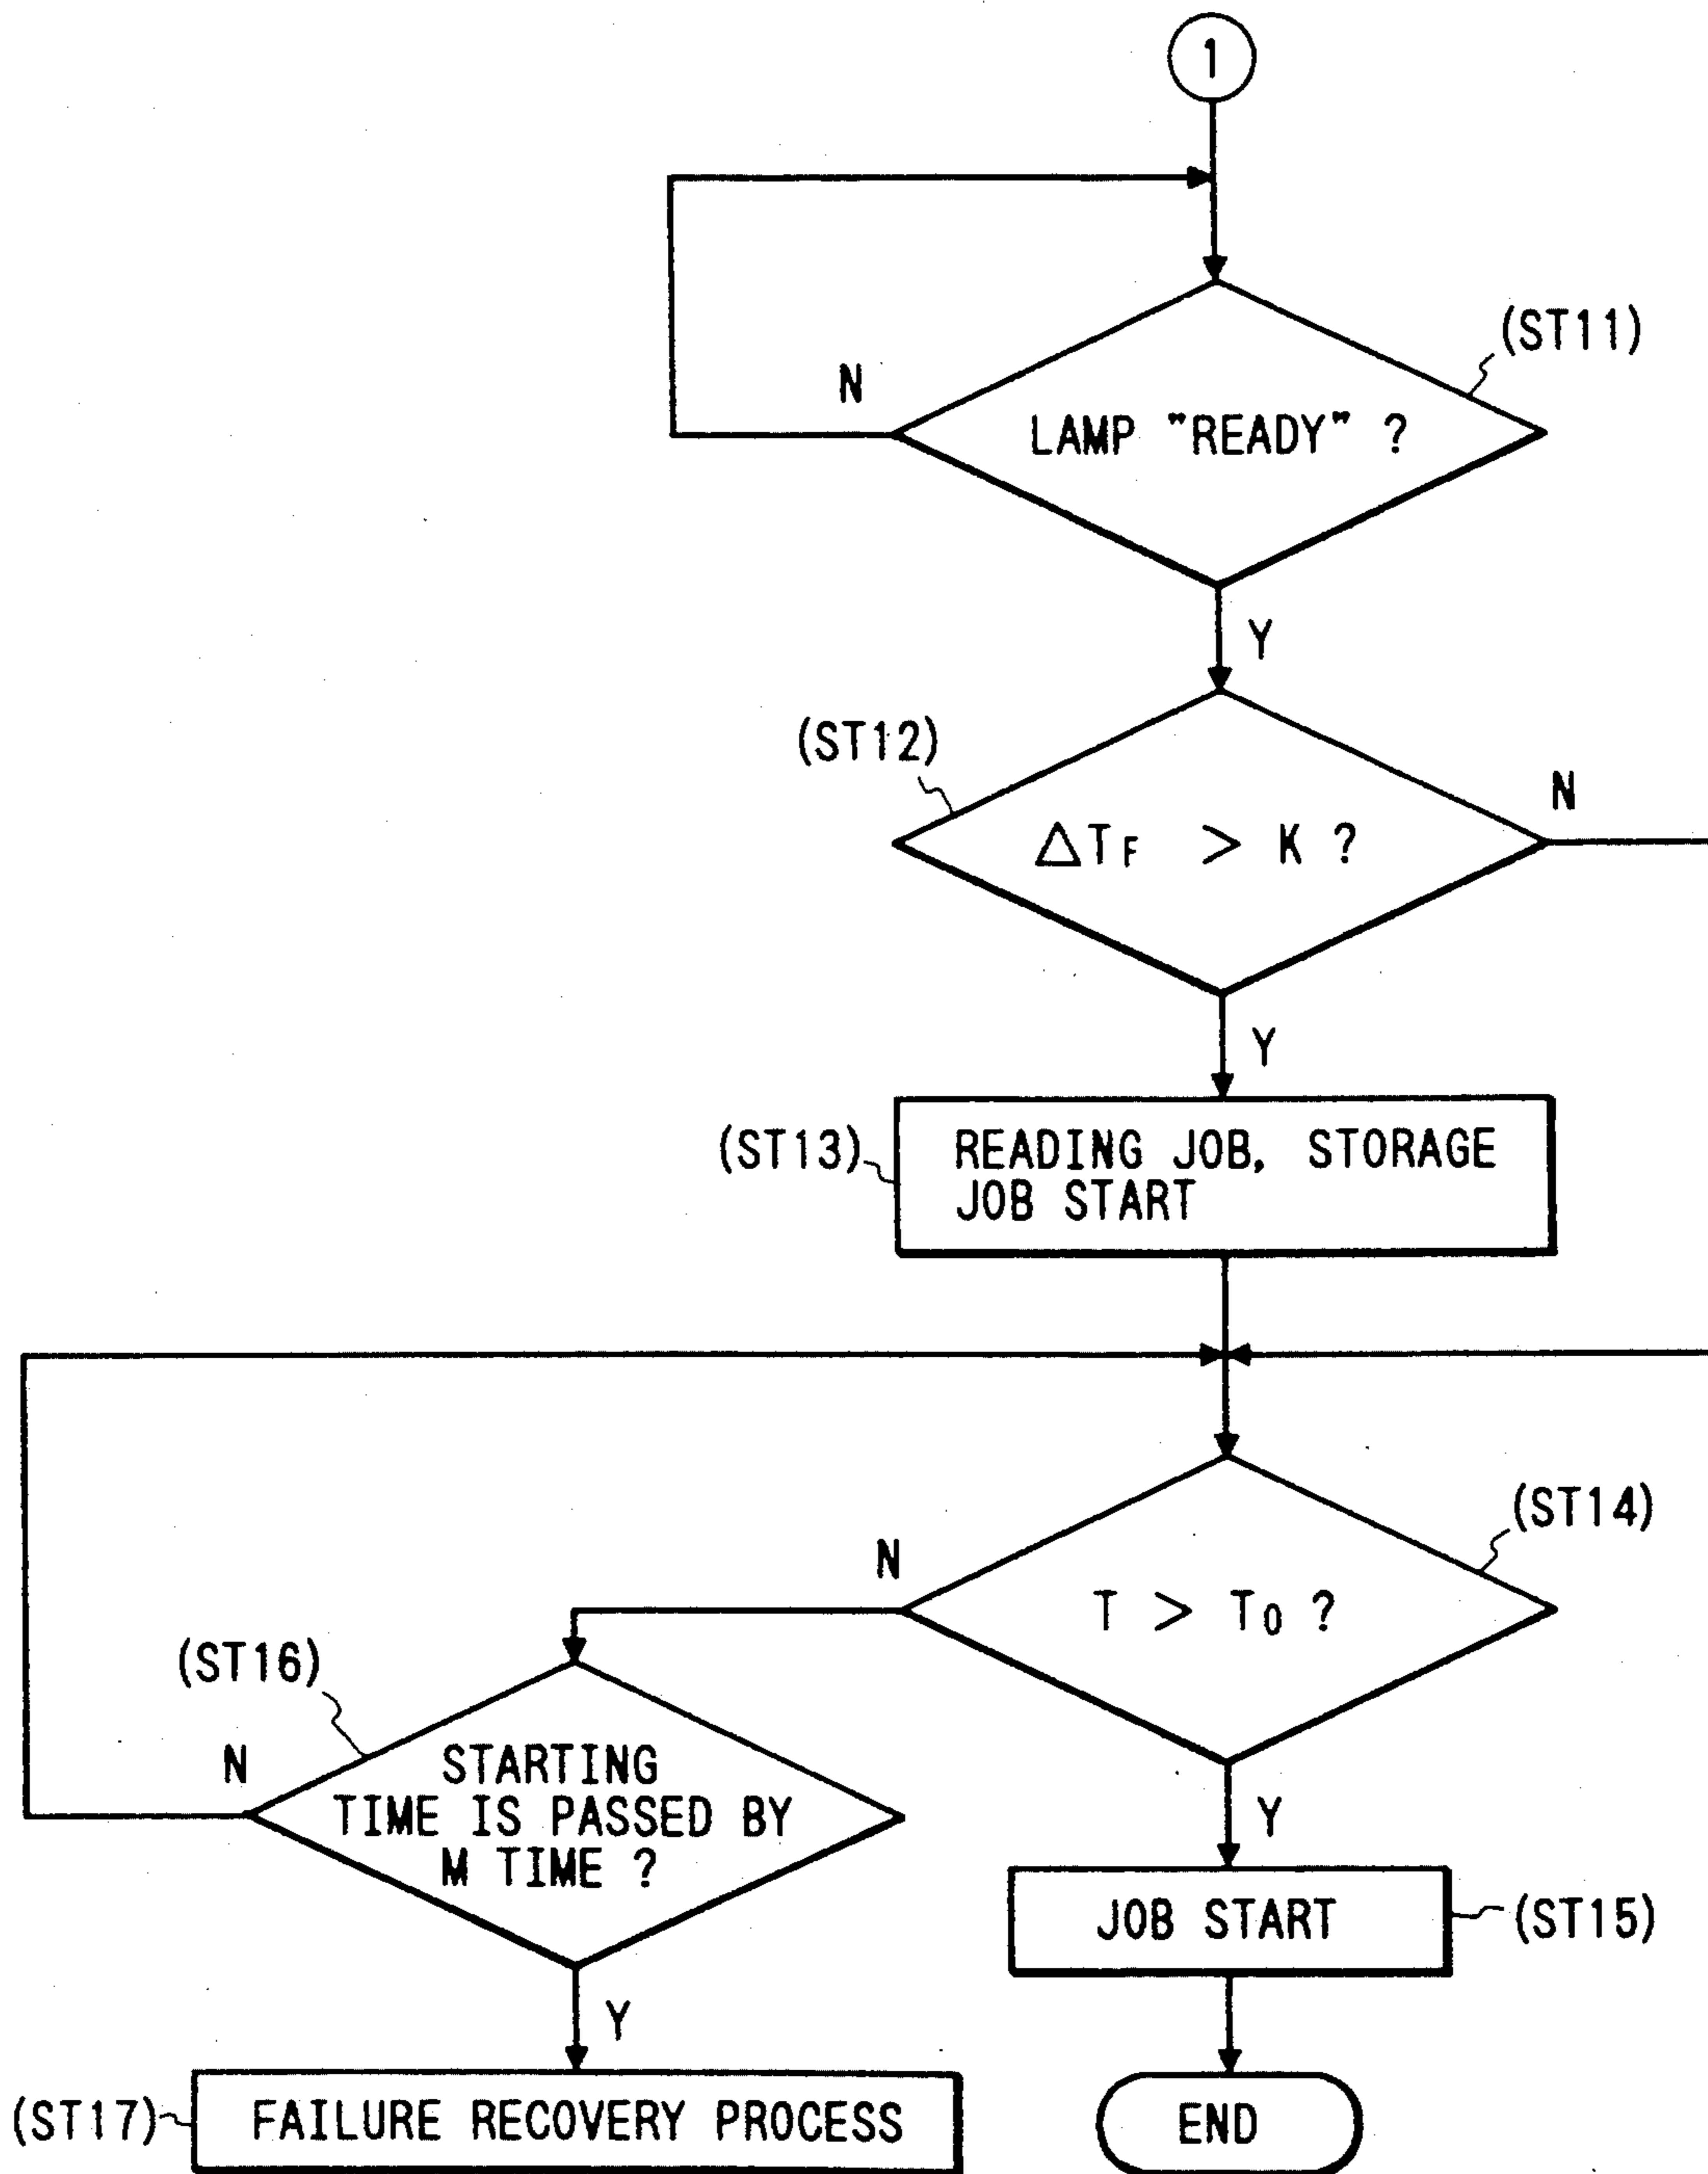 1
(ST11)
N
LAMP "READY" ?
Y
(ST12)
N
△TF > K ?
Y
(ST13)
READING JOB, STORAGE
JOB START
(ST14)
N
T > T0 ?
(ST16)
N
STARTING
TIME IS PASSED BY
M TIME ?
Y
JOB START
(ST15)
Y
(ST17)
FAILURE RECOVERY PROCESS
END